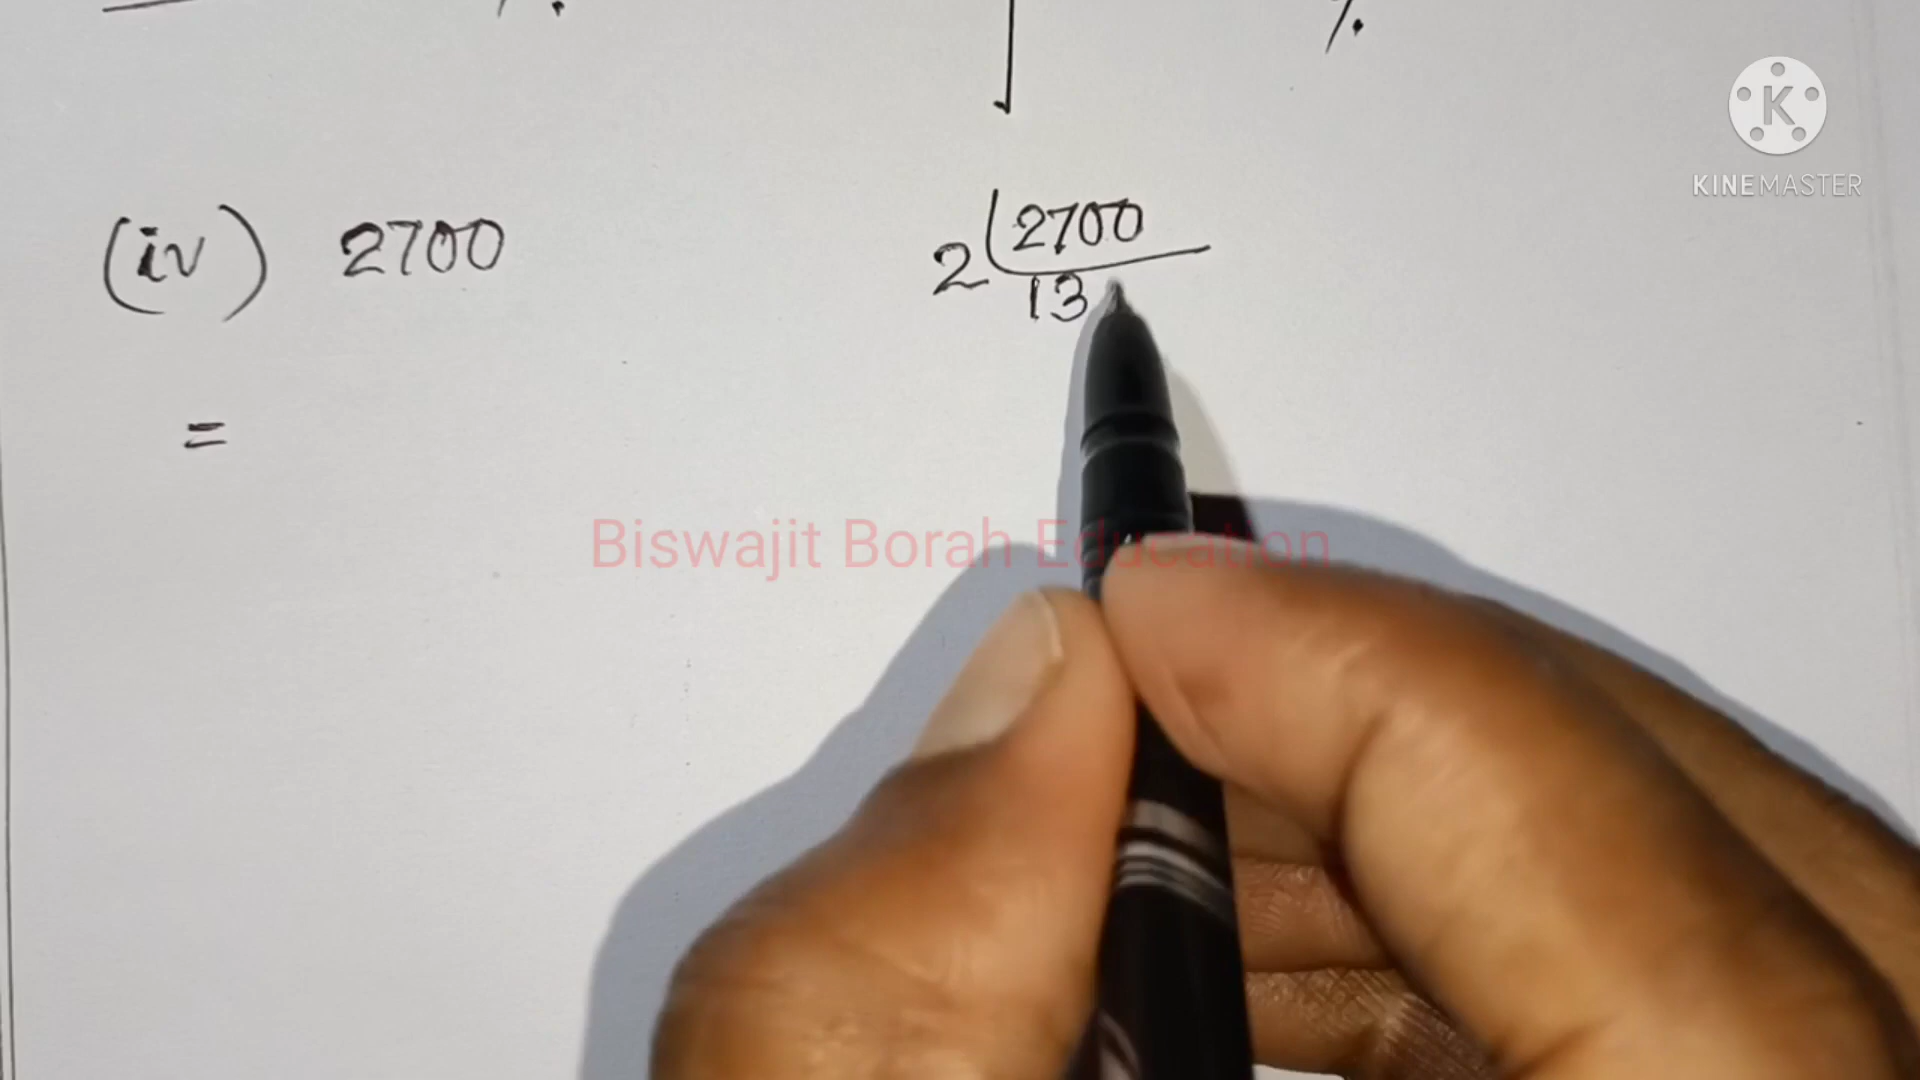 KINEMASTER
(iv) 2700
2 2700
13
=
Biswajit Borah Education